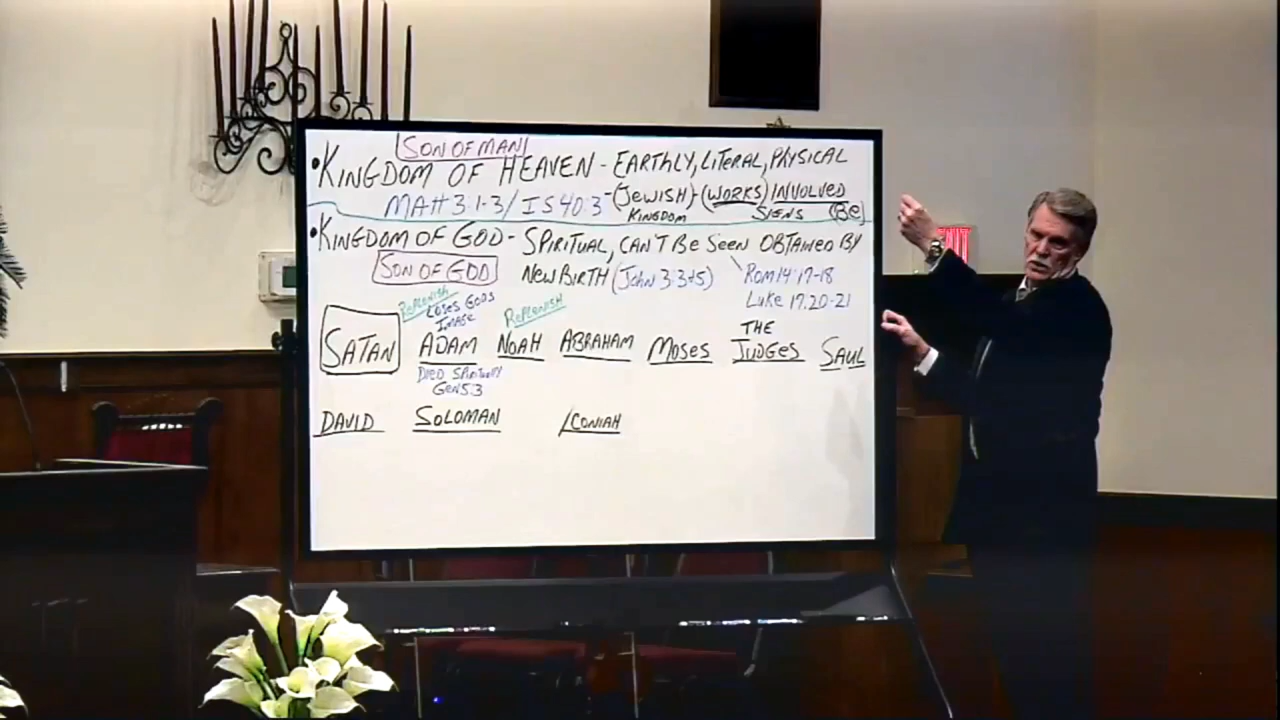 SON OF MAN
• KINGDOM OF HEAVEN - EARTHLY, LITERAL, PHYSICAL
MAtt 3:1-3 / IS 40:3 - (JEWISH) - (WORKS) INVOLVED
KINGDOM SIGNS (Be)
• KINGDOM OF GOD - SPIRITUAL, CAN'T BE SEEN OBTAINED BY
SON OF GOD NEW BIRTH (John 3:3+5) Rom 14:17-18
Luke 17:20-21
REPLENISH LOSES GODS IMAGE REPLENISH
SATAN ADAM NOAH ABRAHAM MOSES THE JUDGES SAUL
DIED SPIRITUALLY
Gen 5:3
DAVID SOLOMAN /CONIAH